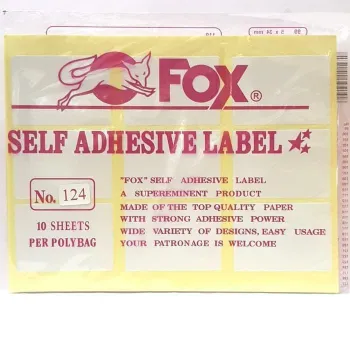 FOX ®
SELF ADHESIVE LABEL
No. 124
10 SHEETS
PER POLYBAG
"FOX" SELF ADHESIVE LABEL
A SUPEREMINENT PRODUCT
MADE OF THE TOP QUALITY PAPER
WITH STRONG ADHESIVE POWER
WIDE VARIETY OF DESIGNS, EASY USAGE
YOUR PATRONAGE IS WELCOME